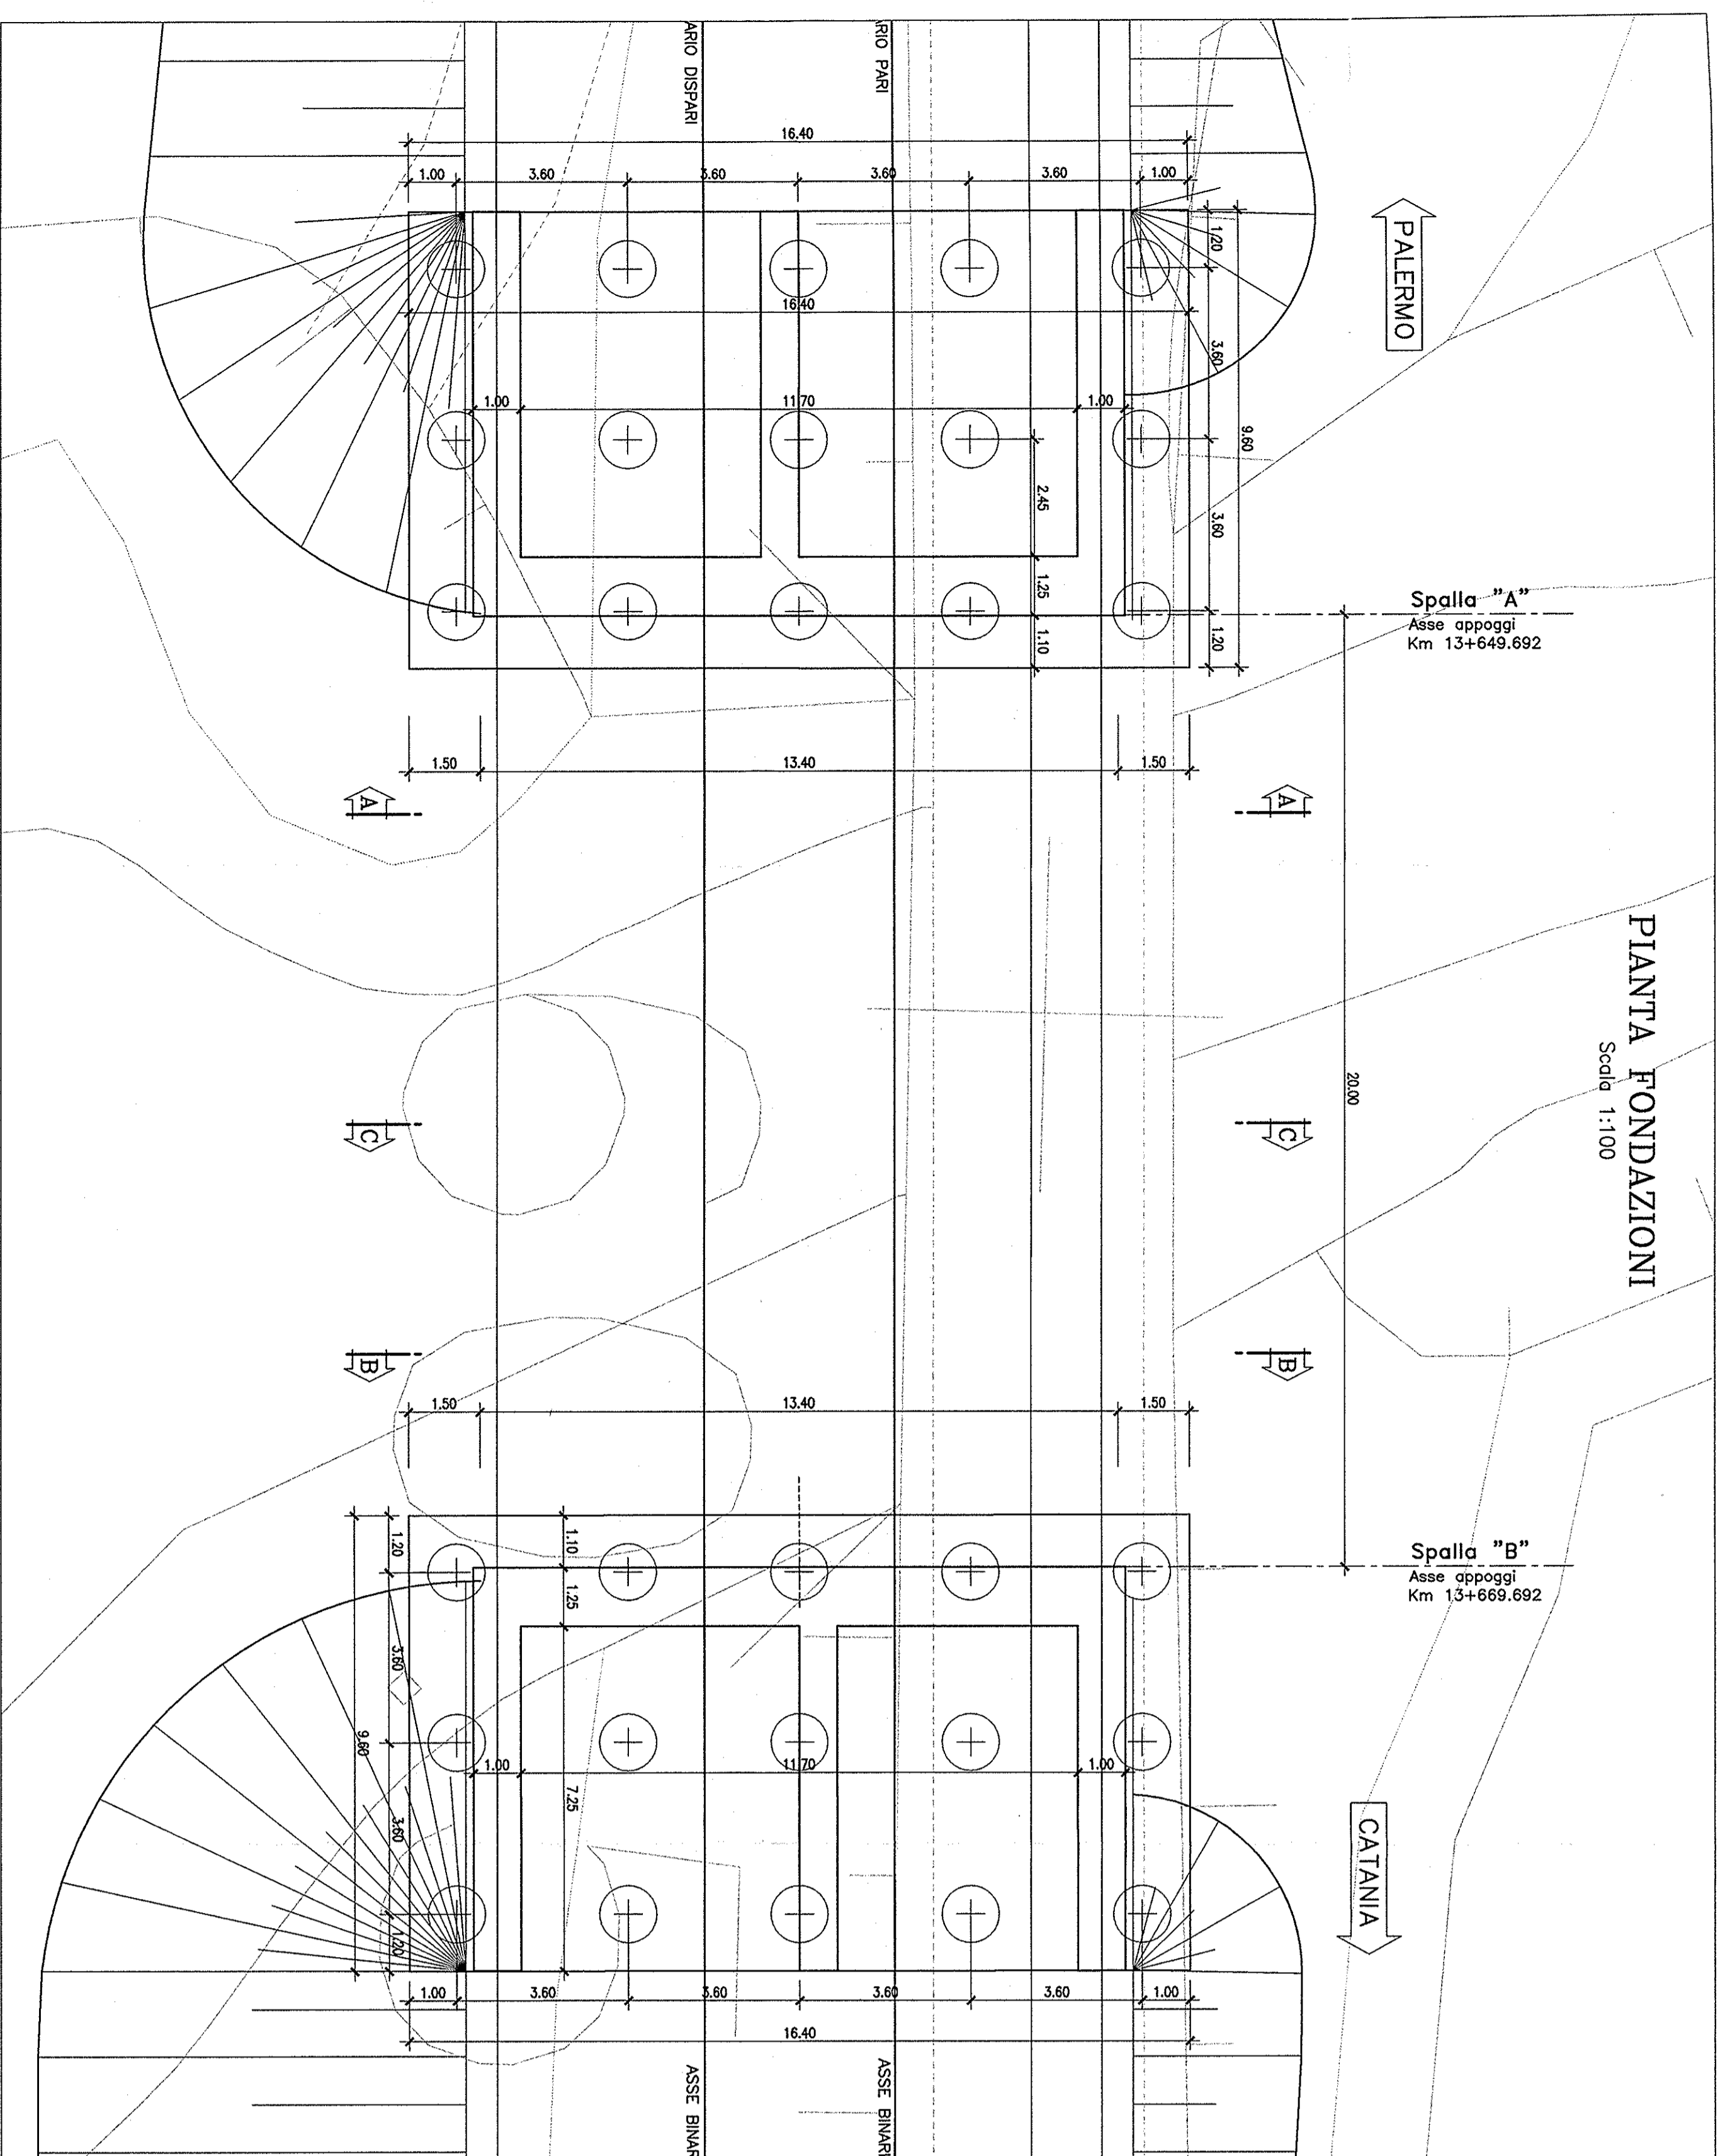 PIANTA FONDAZIONI
Scala 1:100
PALERMO
CATANIA
ARIO DISPARI
RIO PARI
16.40
1.00
3.60
3.60
3.60
3.60
1.00
1.20
3.60
3.60
1.20
9.60
16.40
1.00
11.70
1.00
2.45
1.25
1.10
Spalla "A"
Asse appoggi
Km 13+649.692
1.50
13.40
1.50
A
A
20.00
C
C
B
B
1.50
13.40
1.50
Spalla "B"
Asse appoggi
Km 13+669.692
1.20
3.60
3.60
1.20
9.60
1.10
1.25
7.25
1.00
11.70
1.00
1.00
3.60
3.60
3.60
3.60
1.00
16.40
ASSE BINAR
ASSE BINARI